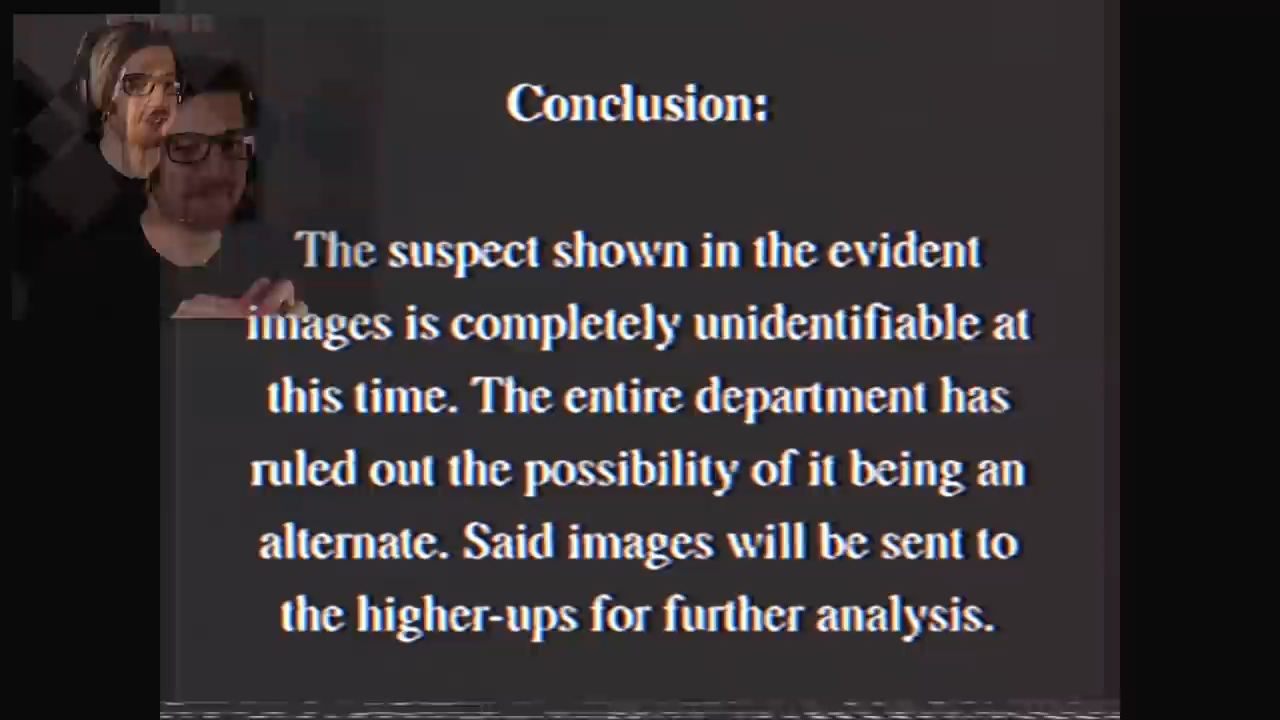 Conclusion:
The suspect shown in the evident
images is completely unidentifiable at
this time. The entire department has
ruled out the possibility of it being an
alternate. Said images will be sent to
the higher-ups for further analysis.